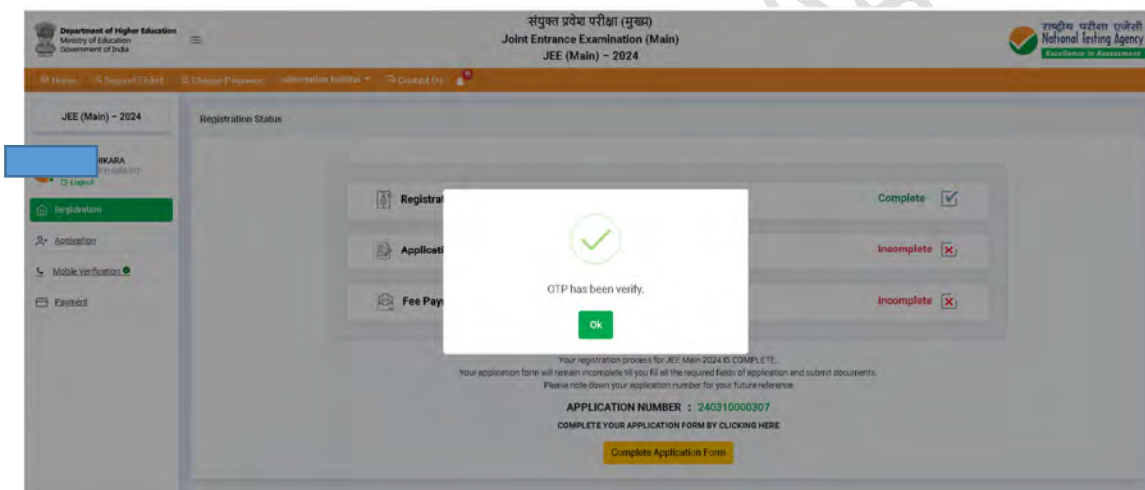 Department of Higher Education
Ministry of Education
Government of India
संयुक्त प्रवेश परीक्षा (मुख्य)
Joint Entrance Examination (Main)
JEE (Main) – 2024
राष्ट्रीय परीक्षा एजेंसी
National Testing Agency
Excellence in Assessment
Home Support Ticket Change Password Information Bulletin Contact Us
JEE (Main) – 2024
Registration Status
HIKARA
Logout
Registration
Application
Mobile Verification
Payment
Registrat
Complete
Applicati
Incomplete
Fee Pay
Incomplete
OTP has been verify.
Ok
Your registration process for JEE Main 2024 IS COMPLETE.
Your application form will remain incomplete till you fill all the required fields of application and submit documents.
Please note down your application number for your future reference.
APPLICATION NUMBER : 240310000307
COMPLETE YOUR APPLICATION FORM BY CLICKING HERE
Complete Application Form